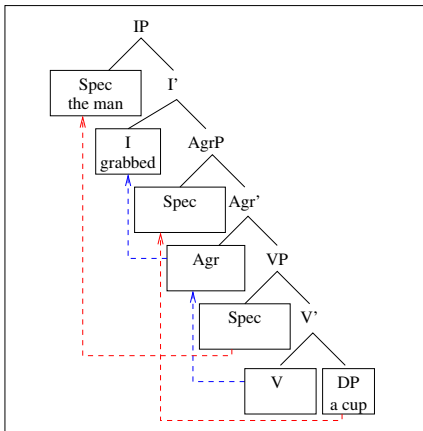 IP
Spec
the man
I'
I
grabbed
AgrP
Spec
Agr'
Agr
VP
Spec
V'
V
DP
a cup